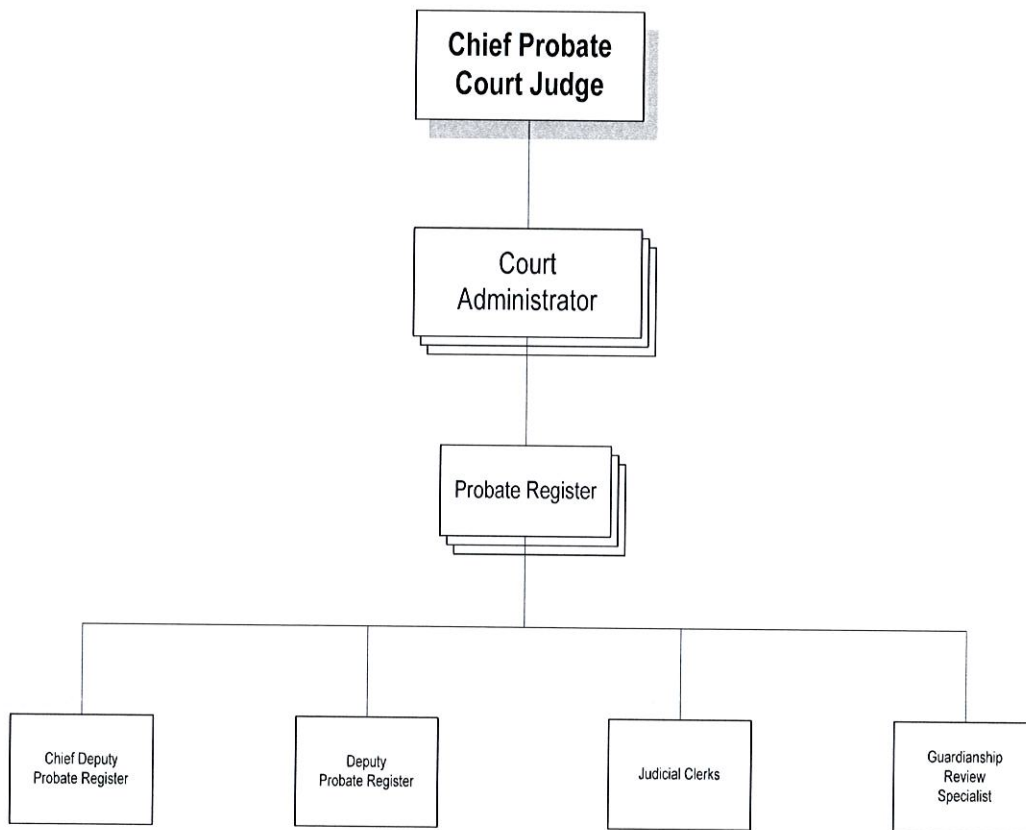 Chief Probate
Court Judge
Court
Administrator
Probate Register
Chief Deputy
Probate Register
Deputy
Probate Register
Judicial Clerks
Guardianship
Review
Specialist